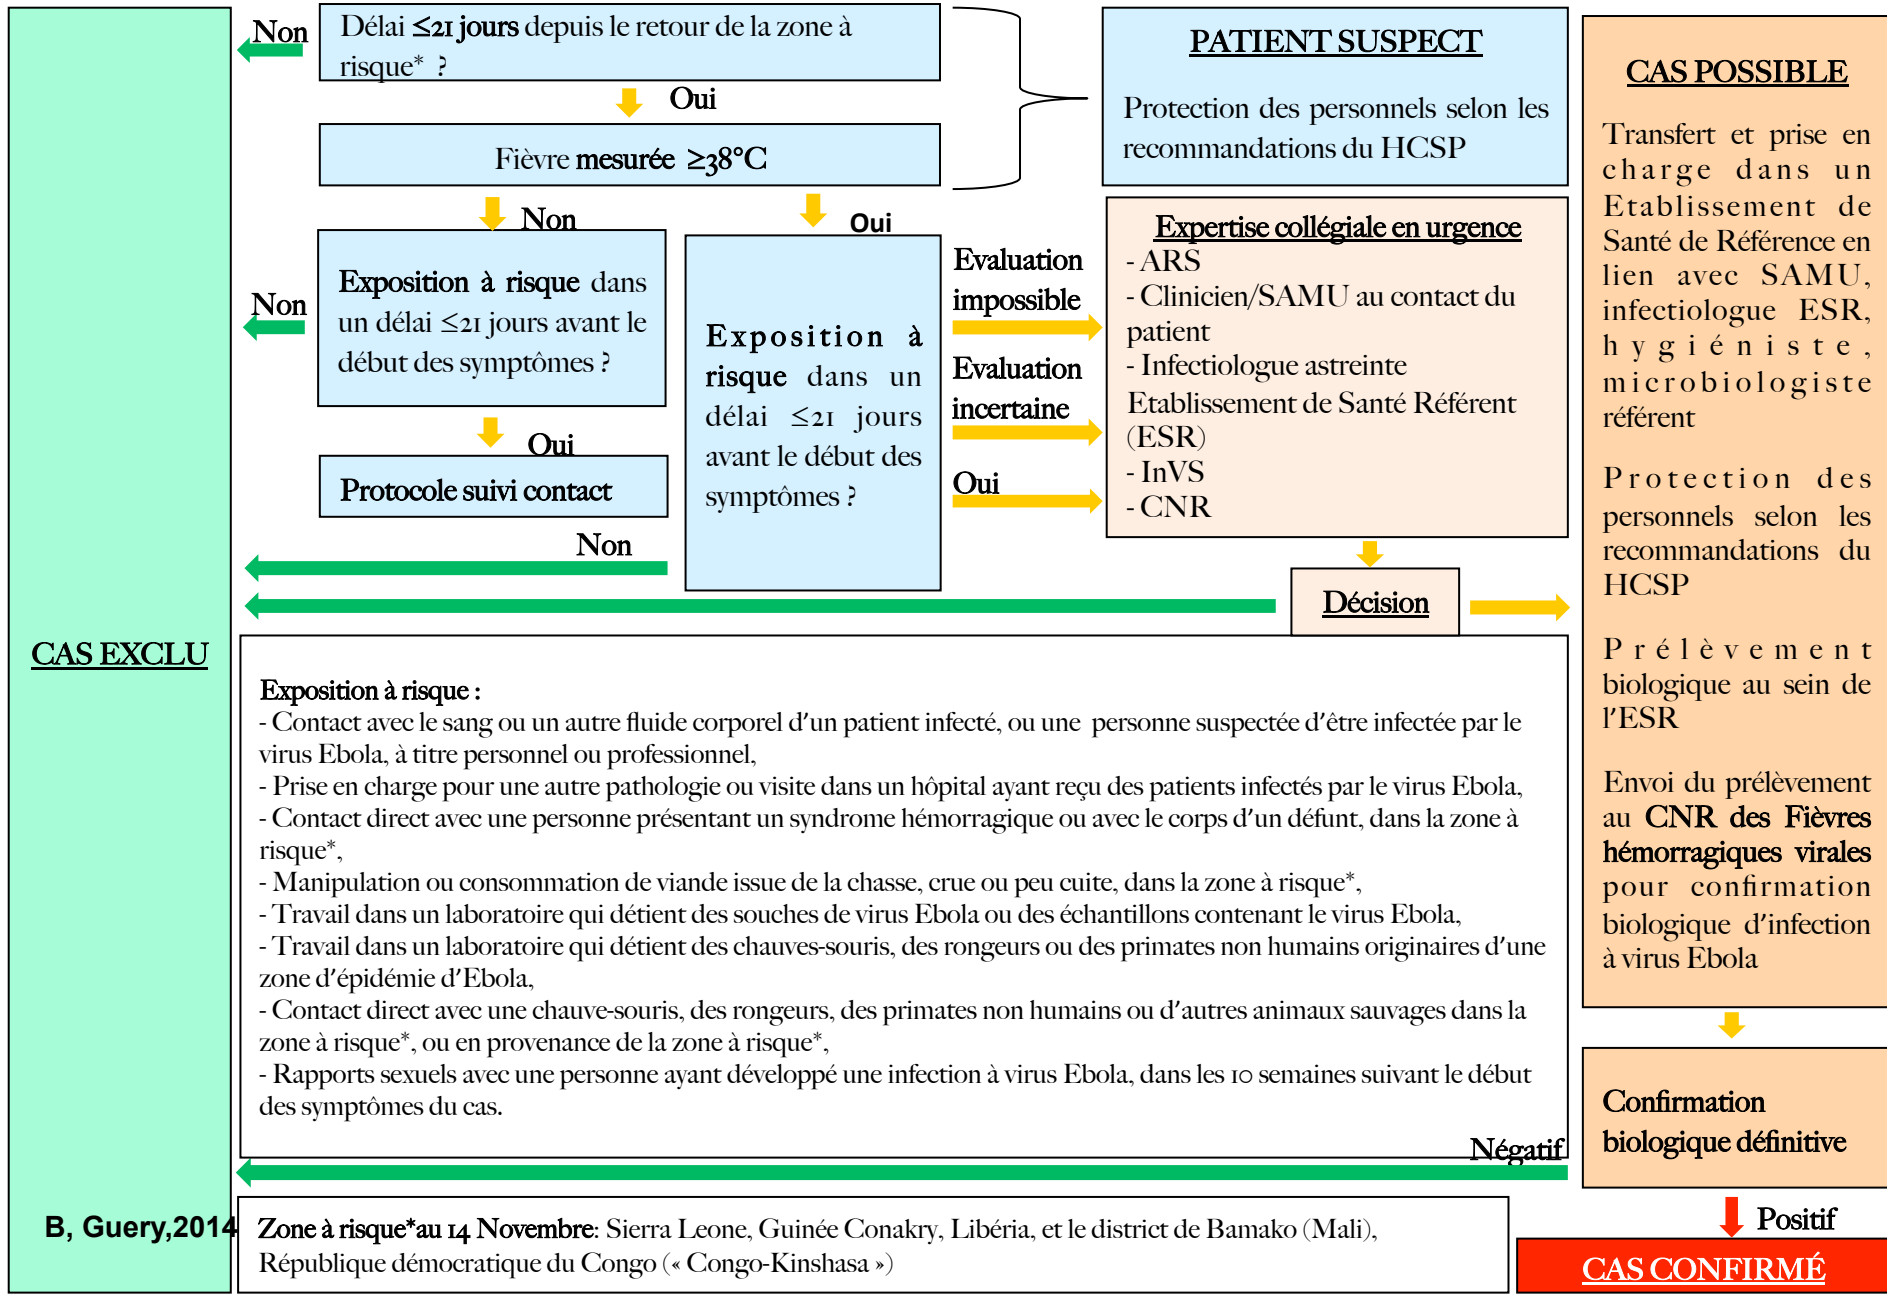 Non
Délai ≤21 jours depuis le retour de la zone à
risque* ?
Oui
Fièvre mesurée ≥38°C
PATIENT SUSPECT
Protection des personnels selon les
recommandations du HCSP
Non
Oui
Non
Exposition à risque dans
un délai ≤21 jours avant le
début des symptômes ?
Oui
Protocole suivi contact
Exposition à
risque dans un
délai ≤21 jours
avant le début des
symptômes ?
Non
Evaluation
impossible
Evaluation
incertaine
Oui
Expertise collégiale en urgence
- ARS
- Clinicien/SAMU au contact du
patient
- Infectiologue astreinte
Etablissement de Santé Référent
(ESR)
- InVS
- CNR
Décision
CAS EXCLU
CAS POSSIBLE
Transfert et prise en
charge dans un
Etablissement de
Santé de Référence en
lien avec SAMU,
infectiologue ESR,
hygiéniste,
microbiologiste
référent
Protection des
personnels selon les
recommandations du
HCSP
Prélèvement
biologique au sein de
l'ESR
Envoi du prélèvement
au CNR des Fièvres
hémorragiques virales
pour confirmation
biologique d'infection
à virus Ebola
Exposition à risque :
- Contact avec le sang ou un autre fluide corporel d'un patient infecté, ou une personne suspectée d'être infectée par le
virus Ebola, à titre personnel ou professionnel,
- Prise en charge pour une autre pathologie ou visite dans un hôpital ayant reçu des patients infectés par le virus Ebola,
- Contact direct avec une personne présentant un syndrome hémorragique ou avec le corps d'un défunt, dans la zone à
risque*,
- Manipulation ou consommation de viande issue de la chasse, crue ou peu cuite, dans la zone à risque*,
- Travail dans un laboratoire qui détient des souches de virus Ebola ou des échantillons contenant le virus Ebola,
- Travail dans un laboratoire qui détient des chauves-souris, des rongeurs ou des primates non humains originaires d'une
zone d'épidémie d'Ebola,
- Contact direct avec une chauve-souris, des rongeurs, des primates non humains ou d'autres animaux sauvages dans la
zone à risque*, ou en provenance de la zone à risque*,
- Rapports sexuels avec une personne ayant développé une infection à virus Ebola, dans les 10 semaines suivant le début
des symptômes du cas.
Négatif
Confirmation
biologique définitive
Positif
CAS CONFIRMÉ
B, Guery,2014
Zone à risque*au 14 Novembre: Sierra Leone, Guinée Conakry, Libéria, et le district de Bamako (Mali),
République démocratique du Congo (« Congo-Kinshasa »)